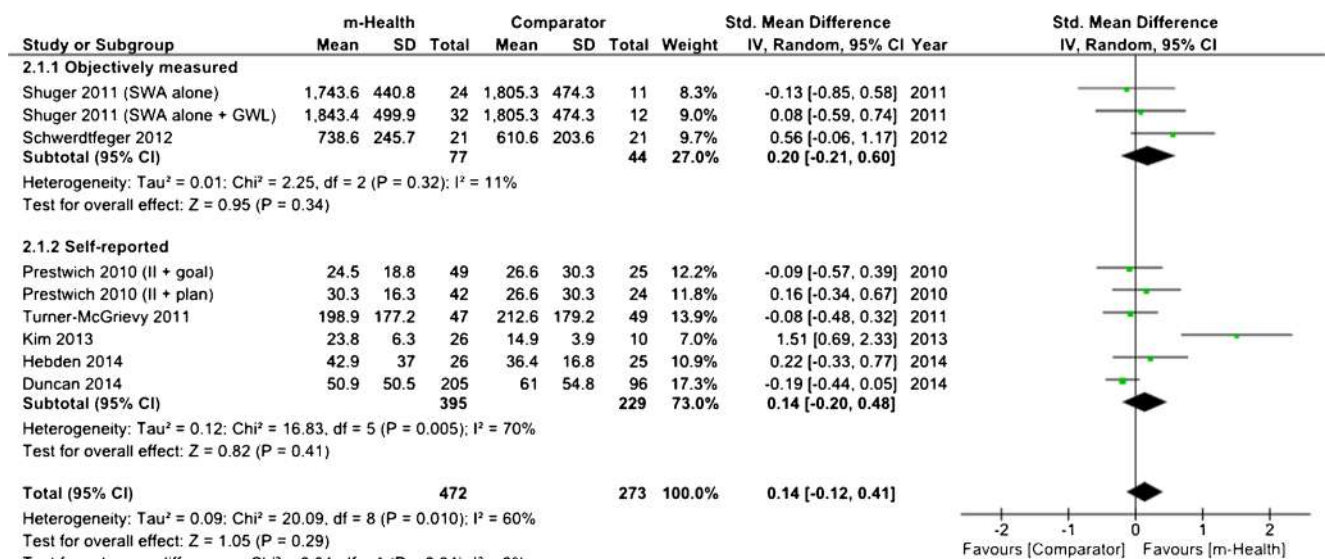 m-Health Comparator Std. Mean Difference Std. Mean Difference
Study or Subgroup Mean SD Total Mean SD Total Weight IV, Random, 95% CI Year IV, Random, 95% CI
2.1.1 Objectively measured
Shuger 2011 (SWA alone) 1,743.6 440.8 24 1,805.3 474.3 11 8.3% -0.13 [-0.85, 0.58] 2011
Shuger 2011 (SWA alone + GWL) 1,843.4 499.9 32 1,805.3 474.3 12 9.0% 0.08 [-0.59, 0.74] 2011
Schwerdtfeger 2012 738.6 245.7 21 610.6 203.6 21 9.7% 0.56 [-0.06, 1.17] 2012
Subtotal (95% CI) 77 44 27.0% 0.20 [-0.21, 0.60]
Heterogeneity: Tau² = 0.01: Chi² = 2.25, df = 2 (P = 0.32): I² = 11%
Test for overall effect: Z = 0.95 (P = 0.34)
2.1.2 Self-reported
Prestwich 2010 (II + goal) 24.5 18.8 49 26.6 30.3 25 12.2% -0.09 [-0.57, 0.39] 2010
Prestwich 2010 (II + plan) 30.3 16.3 42 26.6 30.3 24 11.8% 0.16 [-0.34, 0.67] 2010
Turner-McGrievy 2011 198.9 177.2 47 212.6 179.2 49 13.9% -0.08 [-0.48, 0.32] 2011
Kim 2013 23.8 6.3 26 14.9 3.9 10 7.0% 1.51 [0.69, 2.33] 2013
Hebden 2014 42.9 37 26 36.4 16.8 25 10.9% 0.22 [-0.33, 0.77] 2014
Duncan 2014 50.9 50.5 205 61 54.8 96 17.3% -0.19 [-0.44, 0.05] 2014
Subtotal (95% CI) 395 229 73.0% 0.14 [-0.20, 0.48]
Heterogeneity: Tau² = 0.12: Chi² = 16.83, df = 5 (P = 0.005); I² = 70%
Test for overall effect: Z = 0.82 (P = 0.41)
Total (95% CI) 472 273 100.0% 0.14 [-0.12, 0.41]
Heterogeneity: Tau² = 0.09: Chi² = 20.09, df = 8 (P = 0.010); I² = 60%
Test for overall effect: Z = 1.05 (P = 0.29)
-2 -1 0 1 2
Favours [Comparator] Favours [m-Health]